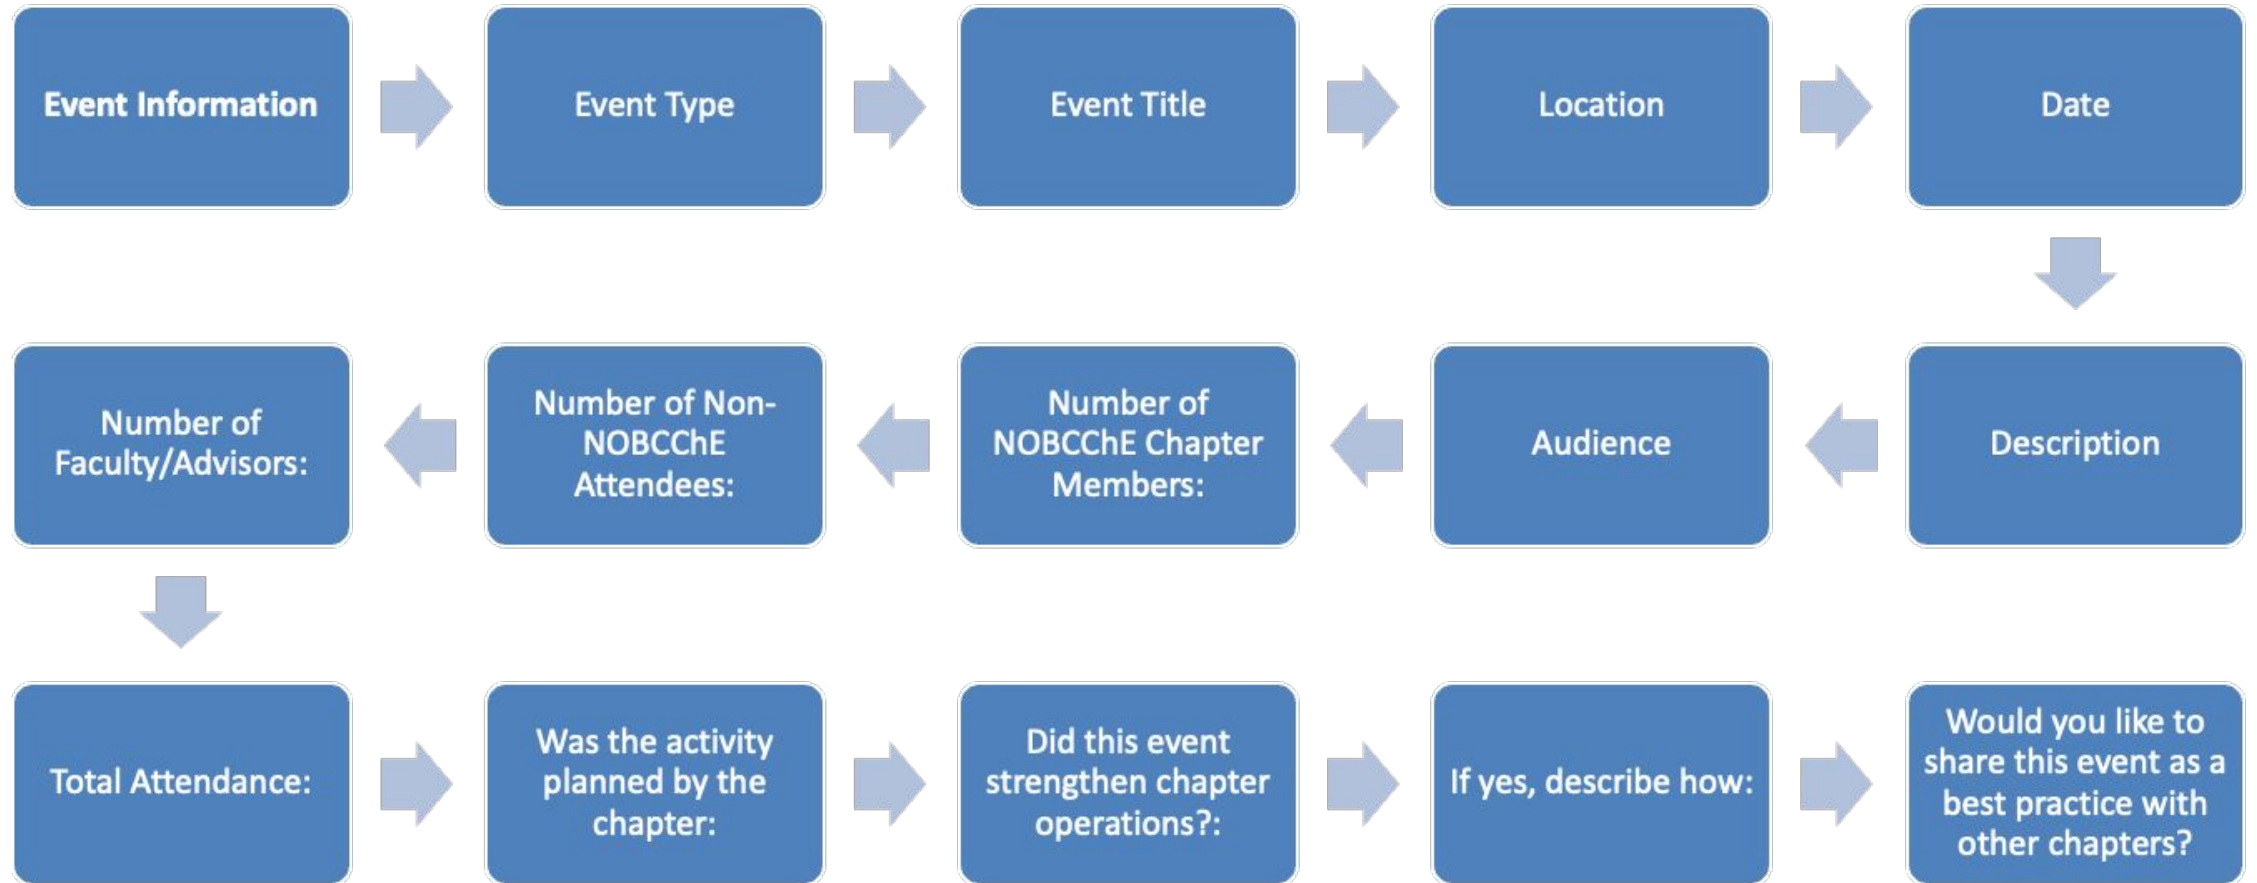 Event Information
Event Type
Event Title
Location
Date
Description
Audience
Number of
NOBCChE Chapter
Members:
Number of Non-
NOBCChE
Attendees:
Number of
Faculty/Advisors:
Total Attendance:
Was the activity
planned by the
chapter:
Did this event
strengthen chapter
operations?:
If yes, describe how:
Would you like to
share this event as a
best practice with
other chapters?